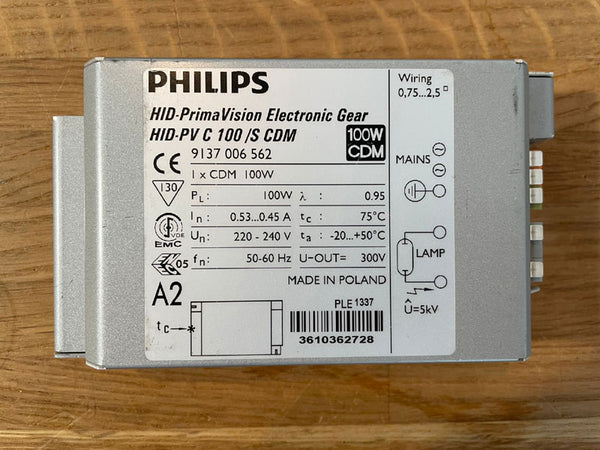 PHILIPS
HID-PrimaVision Electronic Gear
HID-PV C 100 /S CDM
100W
CDM
9137 006 562
1 x CDM 100W
130
PL: 100W λ : 0.95
In : 0.53...0.45 A tc : 75°C
Un : 220 - 240 V ta : -20...+50°C
fn : 50-60 Hz U-OUT= 300V
VDE
EMC
05
MADE IN POLAND
A2
PLE 1337
tc
3610362728
Wiring
0,75...2,5
MAINS
LAMP
Û=5kV